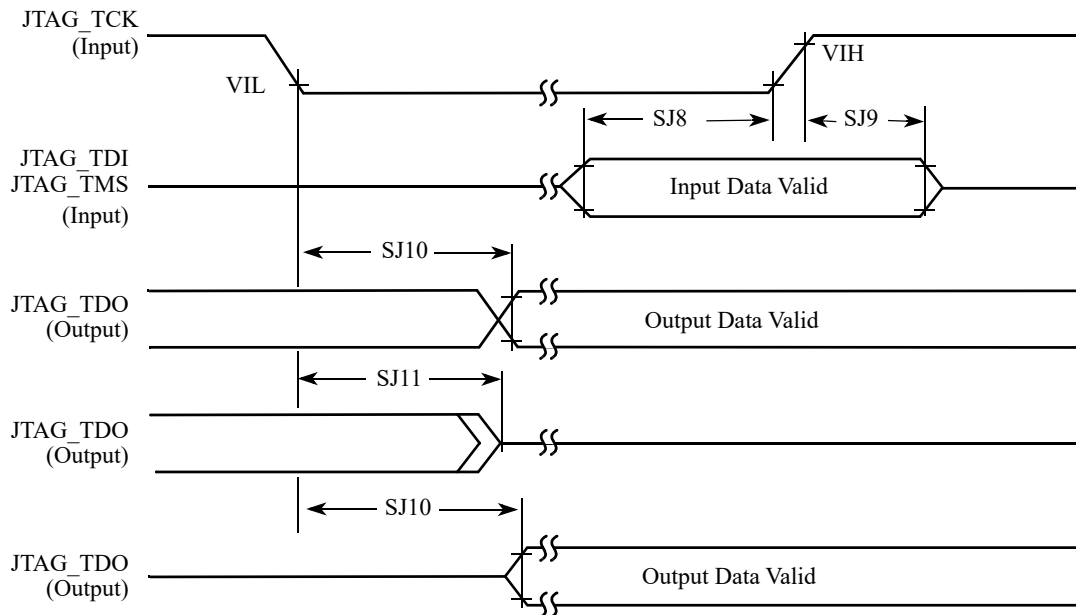 JTAG_TCK
(Input)
VIL
VIH
SJ8
SJ9
JTAG_TDI
JTAG_TMS
(Input)
Input Data Valid
SJ10
JTAG_TDO
(Output)
Output Data Valid
SJ11
JTAG_TDO
(Output)
SJ10
JTAG_TDO
(Output)
Output Data Valid